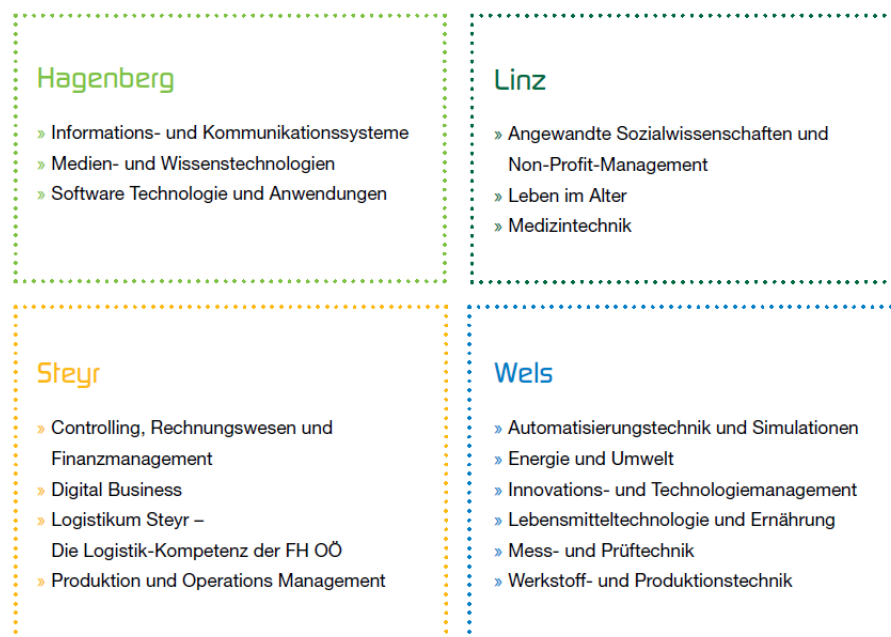 Hagenberg
» Informations- und Kommunikationssysteme
» Medien- und Wissenstechnologien
» Software Technologie und Anwendungen
Linz
» Angewandte Sozialwissenschaften und
Non-Profit-Management
» Leben im Alter
» Medizintechnik
Steyr
» Controlling, Rechnungswesen und
Finanzmanagement
» Digital Business
» Logistikum Steyr –
Die Logistik-Kompetenz der FH OÖ
» Produktion und Operations Management
Wels
» Automatisierungstechnik und Simulationen
» Energie und Umwelt
» Innovations- und Technologiemanagement
» Lebensmitteltechnologie und Ernährung
» Mess- und Prüftechnik
» Werkstoff- und Produktionstechnik